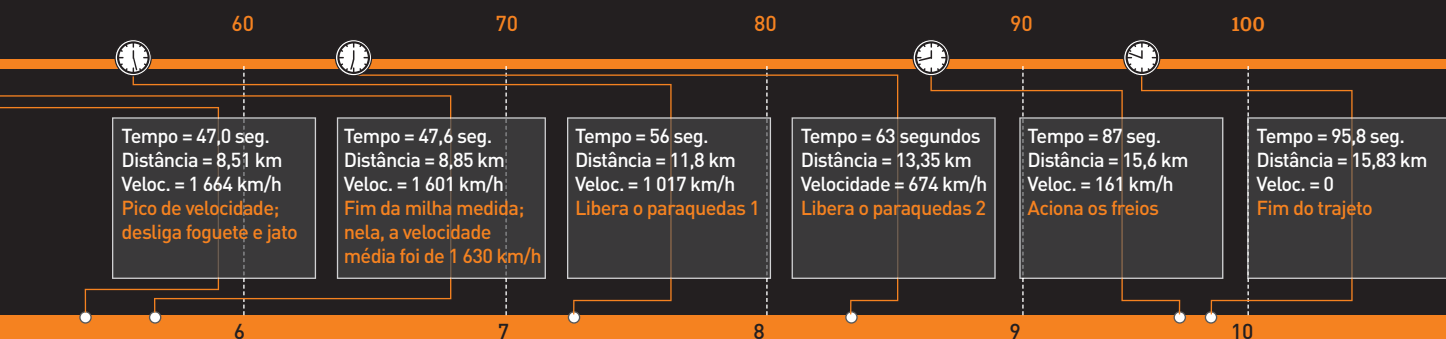 60 70 80 90 100
Tempo = 47,0 seg.
Distância = 8,51 km
Veloc. = 1 664 km/h
Pico de velocidade;
desliga foguete e jato
Tempo = 47,6 seg.
Distância = 8,85 km
Veloc. = 1 601 km/h
Fim da milha medida;
nela, a velocidade
média foi de 1 630 km/h
Tempo = 56 seg.
Distância = 11,8 km
Veloc. = 1 017 km/h
Libera o paraquedas 1
Tempo = 63 segundos
Distância = 13,35 km
Velocidade = 674 km/h
Libera o paraquedas 2
Tempo = 87 seg.
Distância = 15,6 km
Veloc. = 161 km/h
Aciona os freios
Tempo = 95,8 seg.
Distância = 15,83 km
Veloc. = 0
Fim do trajeto
6 7 8 9 10